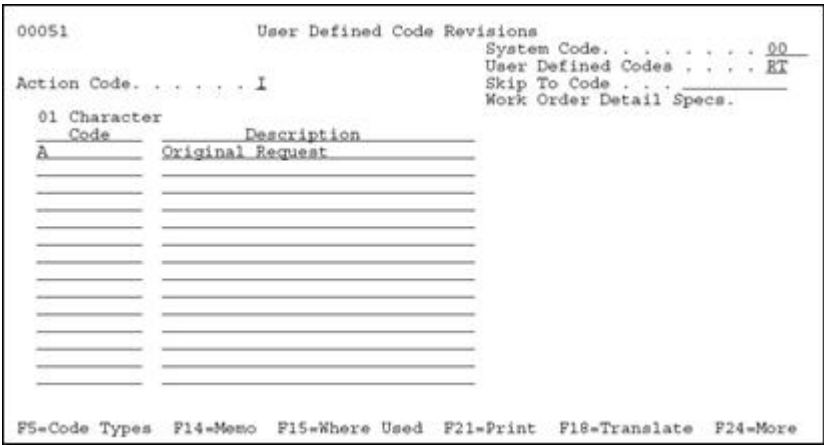 00051 User Defined Code Revisions
System Code. . . . . . . . 00
User Defined Codes . . . . RT
Action Code. . . . . . . I Skip To Code . . .
Work Order Detail Specs.
01 Character
Code Description
A Original Request
F5=Code Types F14=Memo F15=Where Used F21=Print F18=Translate F24=More